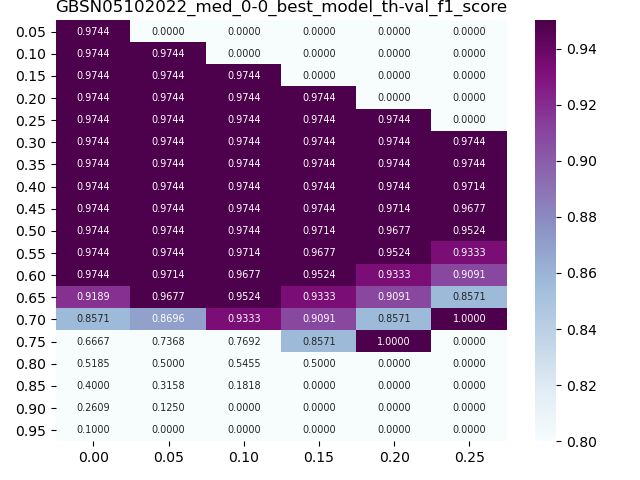 GBSN05102022_med_0-0_best_model_th-val_f1_score
0.05 0.9744 0.0000 0.0000 0.0000 0.0000 0.0000
0.10 0.9744 0.9744 0.0000 0.0000 0.0000 0.0000
0.15 0.9744 0.9744 0.9744 0.0000 0.0000 0.0000
0.20 0.9744 0.9744 0.9744 0.9744 0.0000 0.0000
0.25 0.9744 0.9744 0.9744 0.9744 0.9744 0.0000
0.30 0.9744 0.9744 0.9744 0.9744 0.9744 0.9744
0.35 0.9744 0.9744 0.9744 0.9744 0.9744 0.9744
0.40 0.9744 0.9744 0.9744 0.9744 0.9744 0.9714
0.45 0.9744 0.9744 0.9744 0.9744 0.9714 0.9677
0.50 0.9744 0.9744 0.9744 0.9714 0.9677 0.9524
0.55 0.9744 0.9744 0.9714 0.9677 0.9524 0.9333
0.60 0.9744 0.9714 0.9677 0.9524 0.9333 0.9091
0.65 0.9189 0.9677 0.9524 0.9333 0.9091 0.8571
0.70 0.8571 0.8696 0.9333 0.9091 0.8571 1.0000
0.75 0.6667 0.7368 0.7692 0.8571 1.0000 0.0000
0.80 0.5185 0.5000 0.5455 0.5000 0.0000 0.0000
0.85 0.4000 0.3158 0.1818 0.0000 0.0000 0.0000
0.90 0.2609 0.1250 0.0000 0.0000 0.0000 0.0000
0.95 0.1000 0.0000 0.0000 0.0000 0.0000 0.0000
0.00 0.05 0.10 0.15 0.20 0.25
0.94
0.92
0.90
0.88
0.86
0.84
0.82
0.80